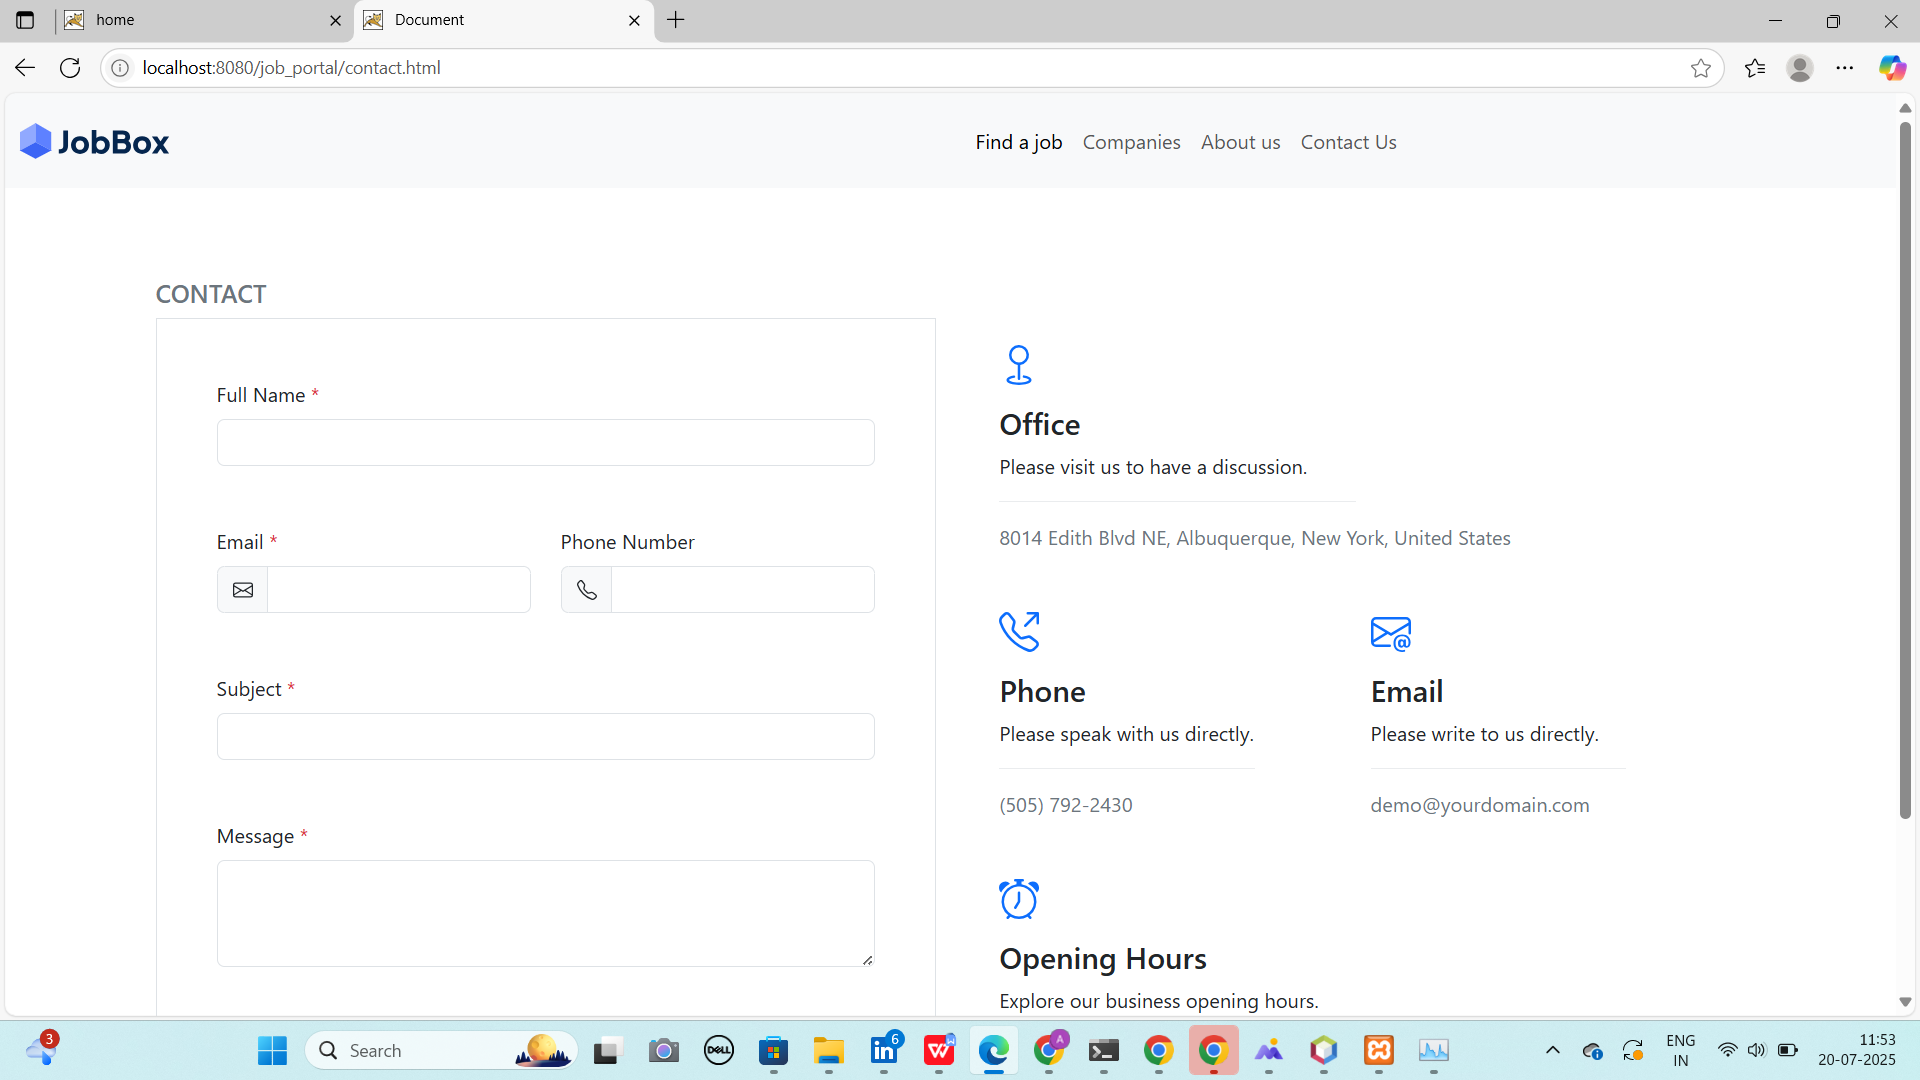 home
Document
localhost:8080/job_portal/contact.html
JobBox
Find a job
Companies
About us
Contact Us
CONTACT
Full Name *
Email *
Phone Number
Subject *
Message *
Office
Please visit us to have a discussion.
8014 Edith Blvd NE, Albuquerque, New York, United States
Phone
Please speak with us directly.
(505) 792-2430
Email
Please write to us directly.
demo@yourdomain.com
Opening Hours
Explore our business opening hours.
3
Search
DELL
6
A
ENG
IN
11:53
20-07-2025